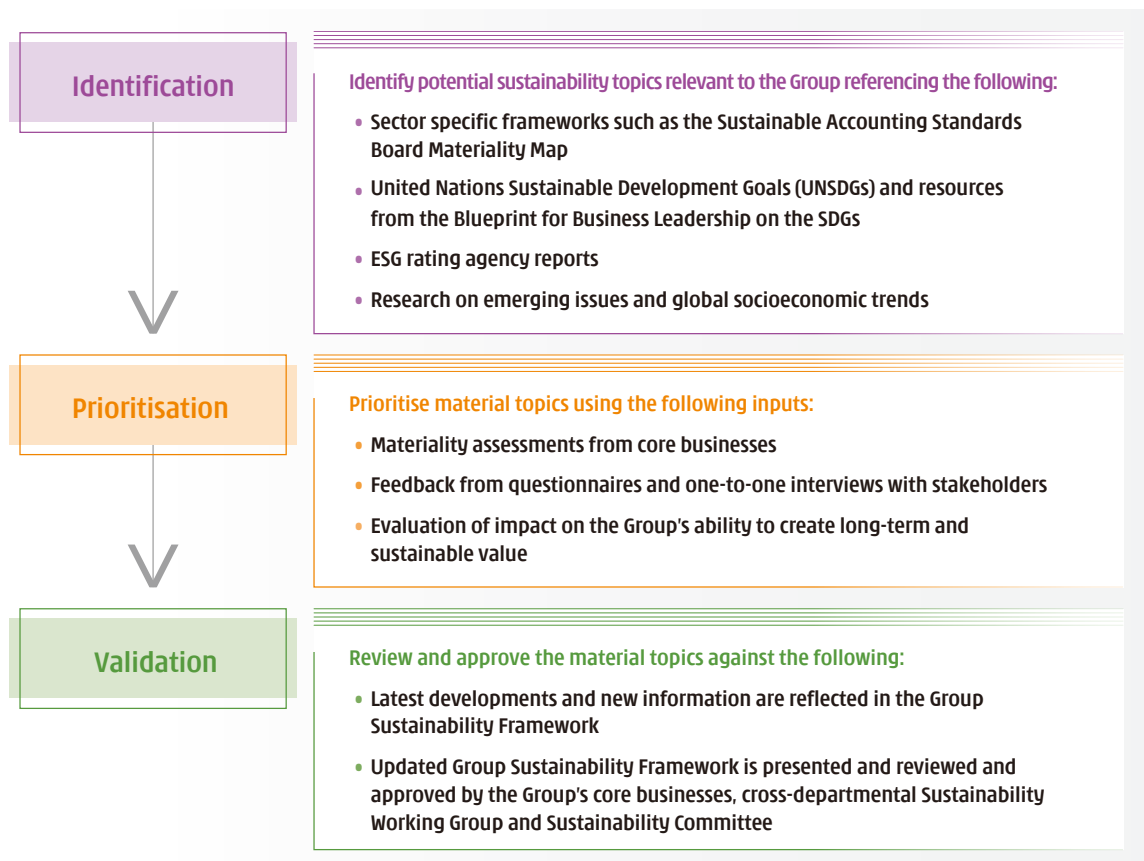 Identification
Identify potential sustainability topics relevant to the Group referencing the following:
• Sector specific frameworks such as the Sustainable Accounting Standards
Board Materiality Map
• United Nations Sustainable Development Goals (UNSDGs) and resources
from the Blueprint for Business Leadership on the SDGs
• ESG rating agency reports
• Research on emerging issues and global socioeconomic trends
Prioritisation
Prioritise material topics using the following inputs:
• Materiality assessments from core businesses
• Feedback from questionnaires and one-to-one interviews with stakeholders
• Evaluation of impact on the Group's ability to create long-term and
sustainable value
Validation
Review and approve the material topics against the following:
• Latest developments and new information are reflected in the Group
Sustainability Framework
• Updated Group Sustainability Framework is presented and reviewed and
approved by the Group's core businesses, cross-departmental Sustainability
Working Group and Sustainability Committee